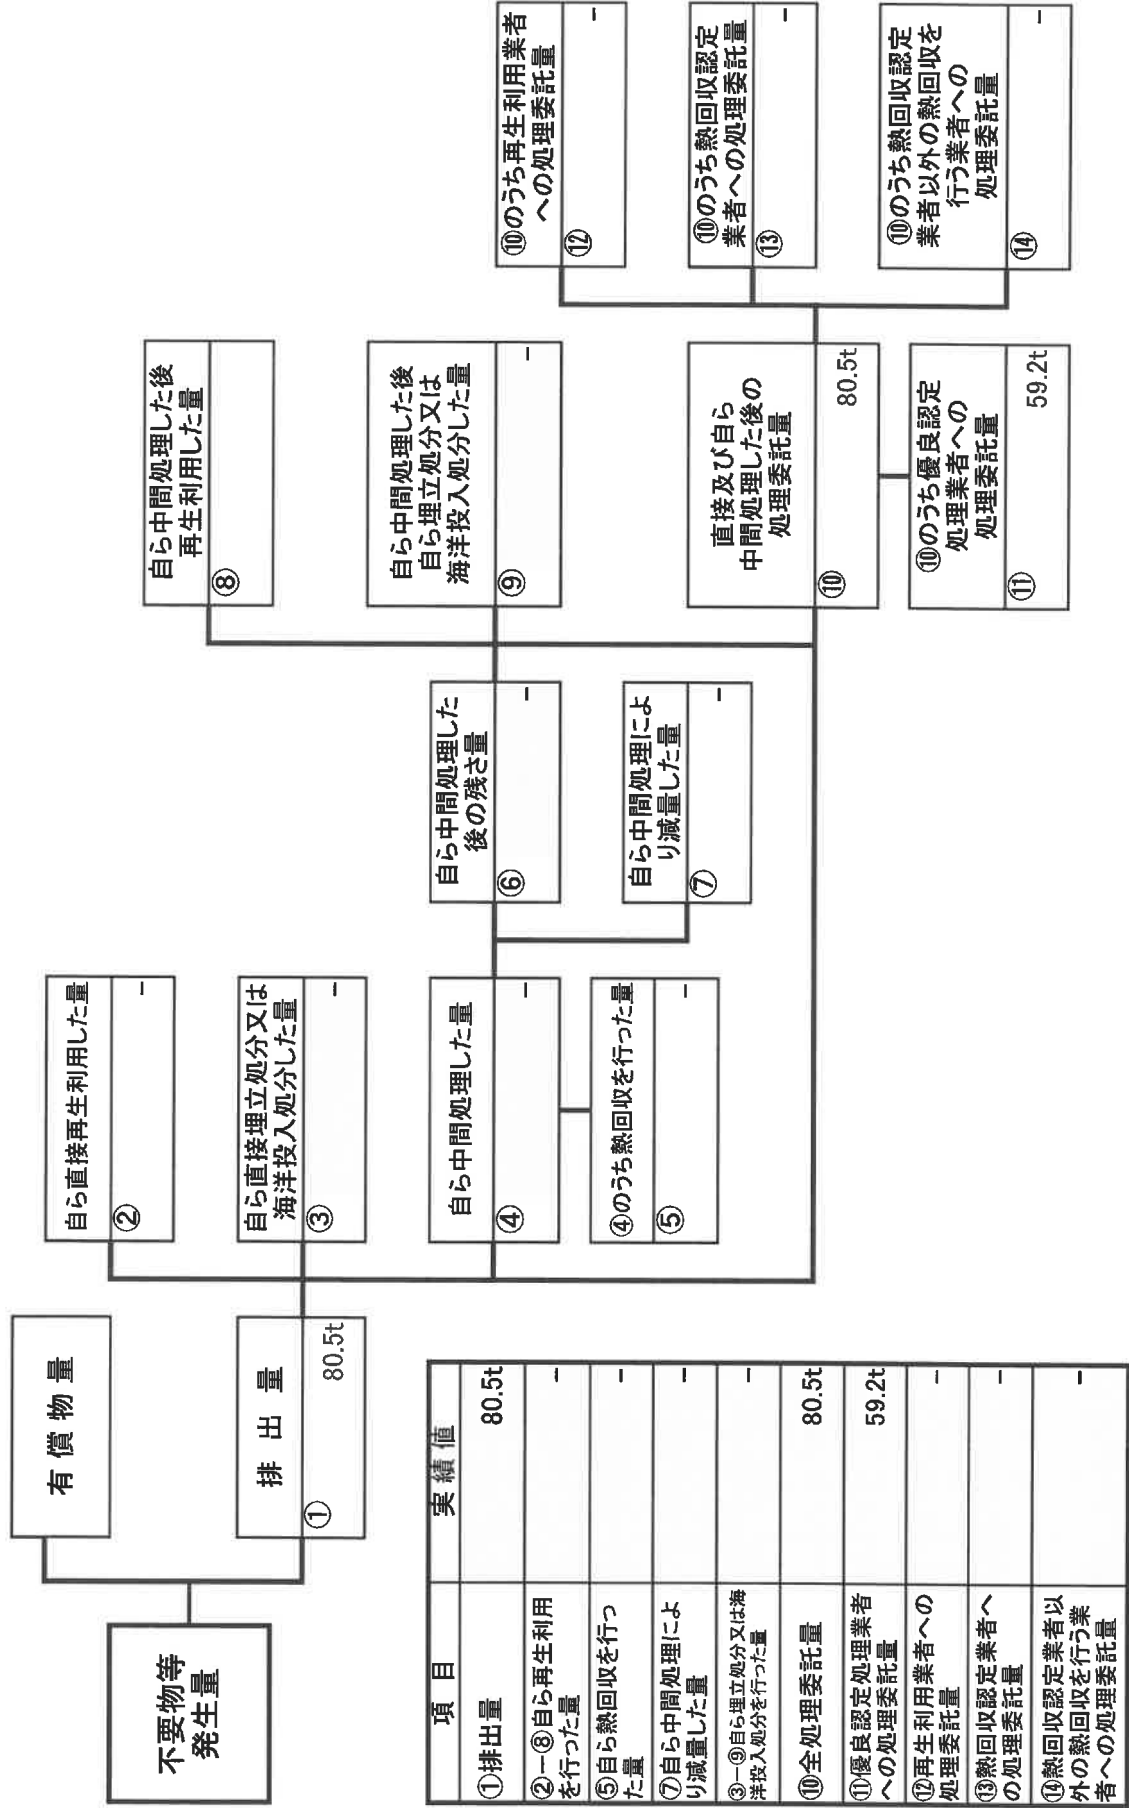 不要物等
発生量
有 償 物 量
排 出 量
①
80.5t
自ら直接再生利用した量
②
－
自ら直接埋立処分又は
海洋投入処分した量
③
－
自ら中間処理した量
④
－
④のうち熱回収を行った量
⑤
－
自ら中間処理した
後の残さ量
⑥
－
自ら中間処理によ
り減量した量
⑦
－
自ら中間処理した後
再生利用した量
⑧
自ら中間処理した後
自ら埋立処分又は
海洋投入処分した量
⑨
－
直接及び自ら
中間処理した後の
処理委託量
⑩
80.5t
⑩のうち優良認定
処理業者への
処理委託量
⑪
59.2t
⑩のうち再生利用業者
への処理委託量
⑫
－
⑩のうち熱回収認定
業者への処理委託量
⑬
－
⑩のうち熱回収認定
業者以外の熱回収を
行う業者への
処理委託量
⑭
－
項 目 実 績 値
①排出量 80.5t
②－⑧自ら再生利用
を行った量 －
⑤自ら熱回収を行っ
た量 －
⑦自ら中間処理によ
り減量した量 －
③－⑨自ら埋立処分又は海
洋投入処分を行った量 －
⑩全処理委託量 80.5t
⑪優良認定処理業者
への処理委託量 59.2t
⑫再生利用業者への
処理委託量 －
⑬熱回収認定業者へ
の処理委託量 －
⑭熱回収認定業者以
外の熱回収を行う業
者への処理委託量 －